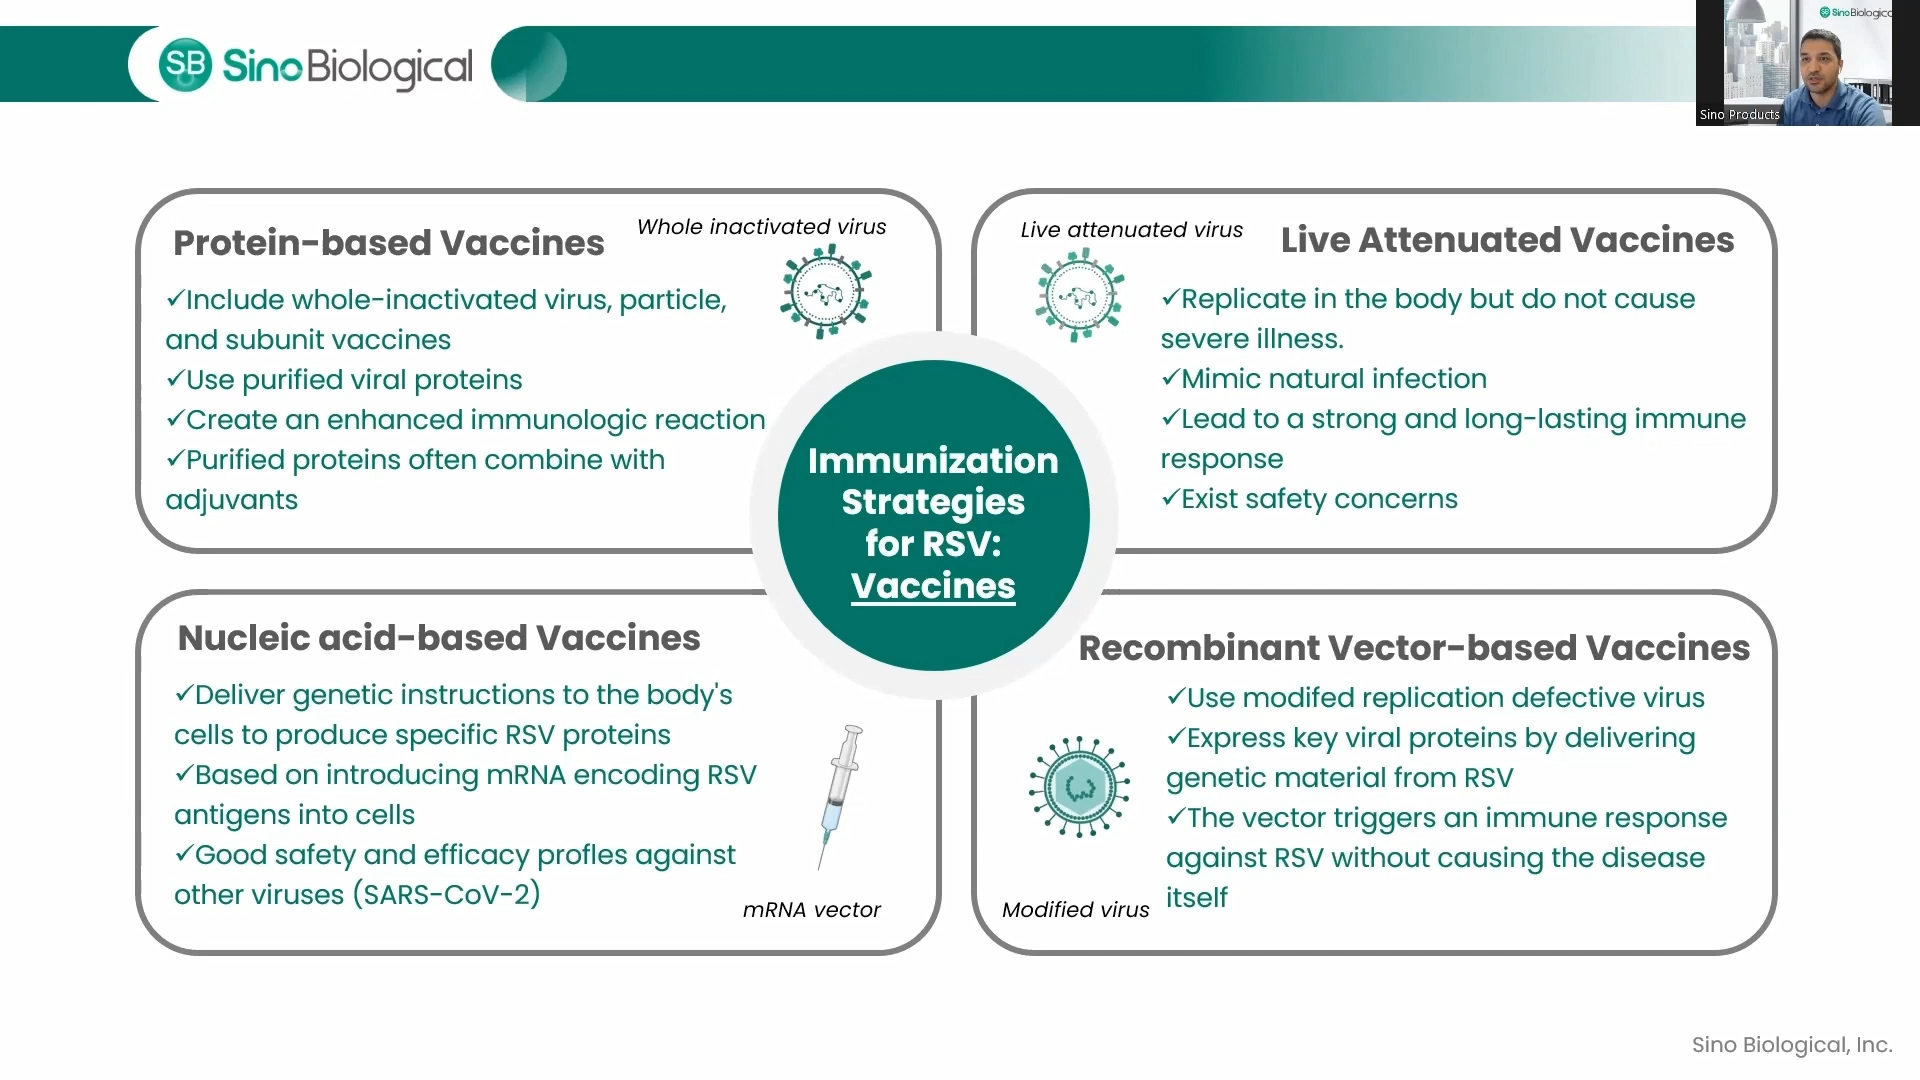 SB SinoBiological
SB SinoBiologic
Sino Products
Protein-based Vaccines
Whole inactivated virus
✓Include whole-inactivated virus, particle,
and subunit vaccines
✓Use purified viral proteins
✓Create an enhanced immunologic reaction
✓Purified proteins often combine with
adjuvants
Live attenuated virus
Live Attenuated Vaccines
✓Replicate in the body but do not cause
severe illness.
✓Mimic natural infection
✓Lead to a strong and long-lasting immune
response
✓Exist safety concerns
Immunization
Strategies
for RSV:
Vaccines
Nucleic acid-based Vaccines
✓Deliver genetic instructions to the body's
cells to produce specific RSV proteins
✓Based on introducing mRNA encoding RSV
antigens into cells
✓Good safety and efficacy profles against
other viruses (SARS-CoV-2)
mRNA vector
Recombinant Vector-based Vaccines
✓Use modifed replication defective virus
✓Express key viral proteins by delivering
genetic material from RSV
✓The vector triggers an immune response
against RSV without causing the disease
itself
Modified virus
Sino Biological, Inc.